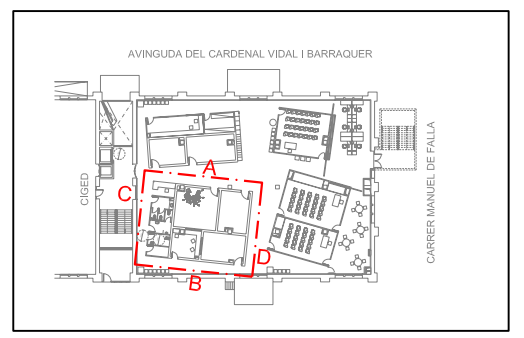 AVINGUDA DEL CARDENAL VIDAL I BARRAQUER
A
C
CIGED
CARRER MANUEL DE FALLA
D
B